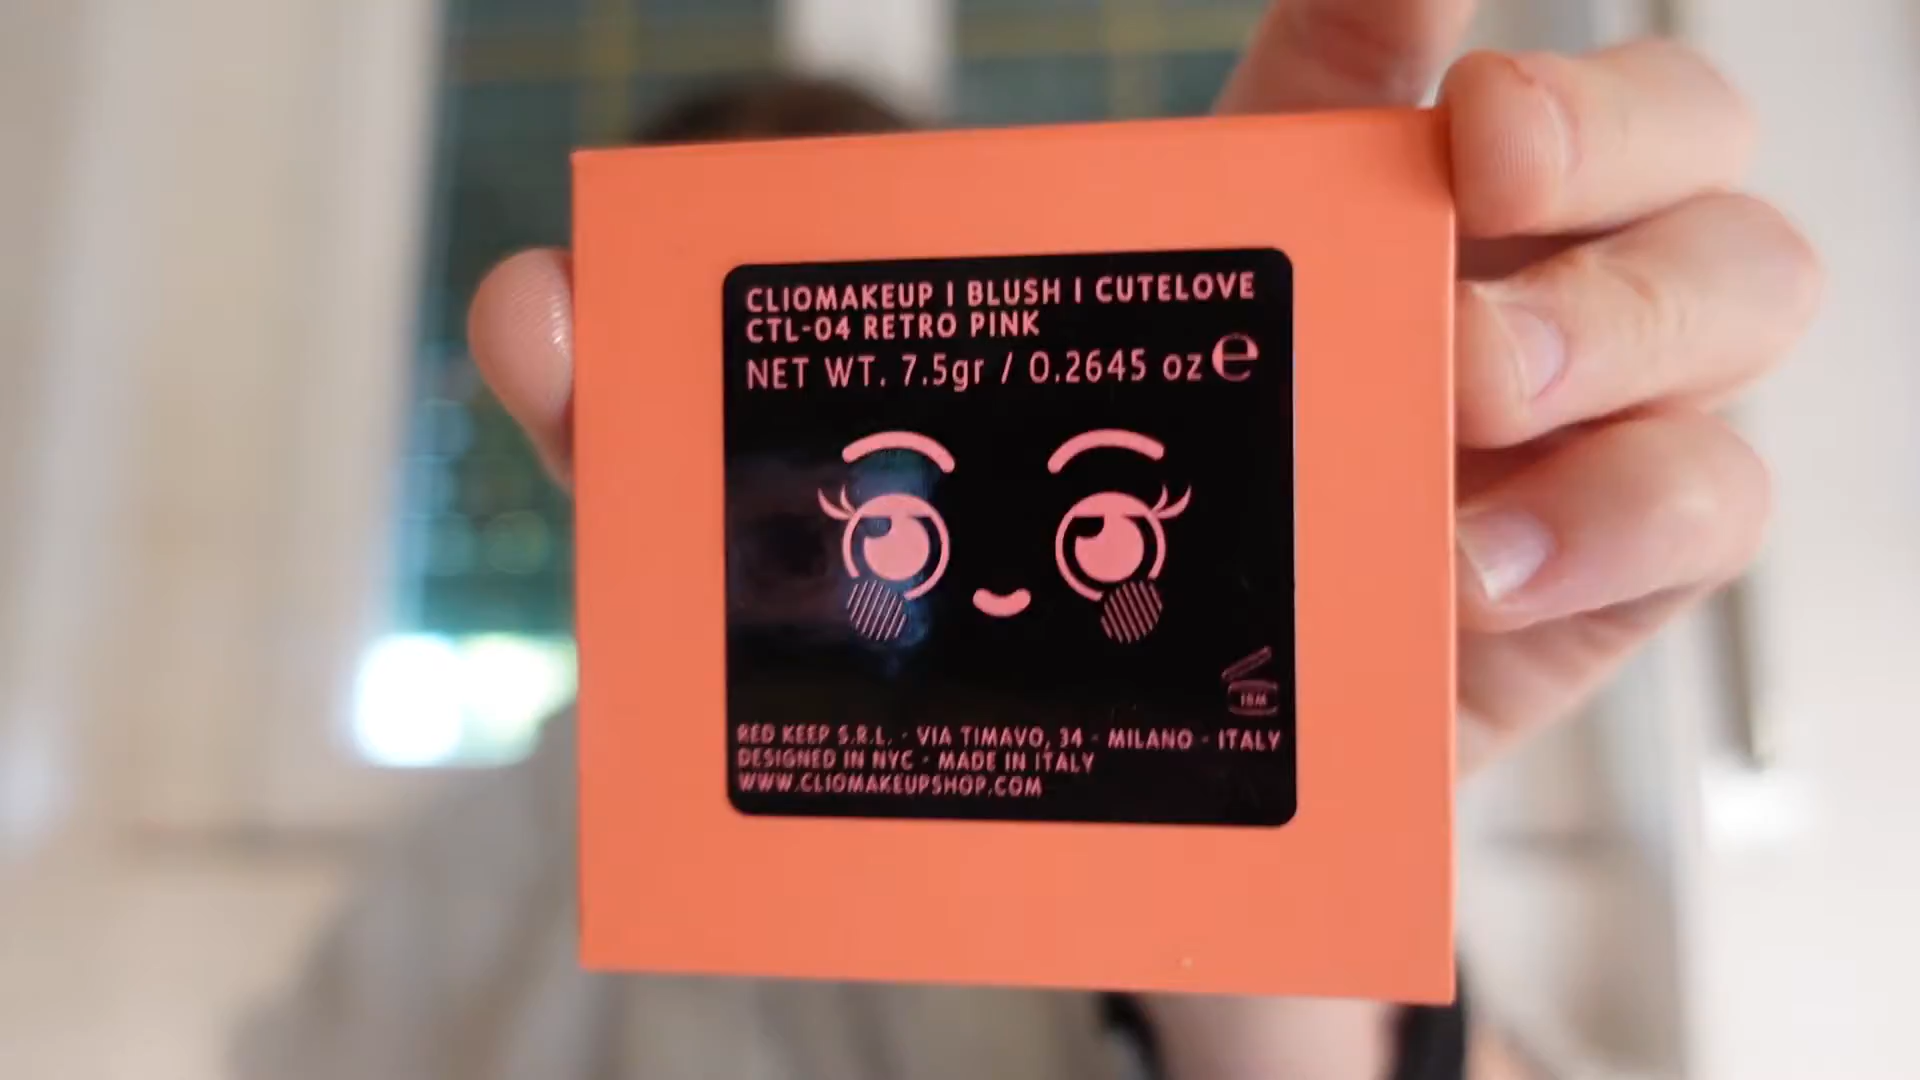 CLIOMAKEUP | BLUSH | CUTELOVE
CTL-04 RETRO PINK
NET WT. 7.5gr / 0.2645 oz ℮
18M
RED KEEP S.R.L. - VIA TIMAVO, 34 - MILANO - ITALY
DESIGNED IN NYC - MADE IN ITALY
WWW.CLIOMAKEUPSHOP.COM